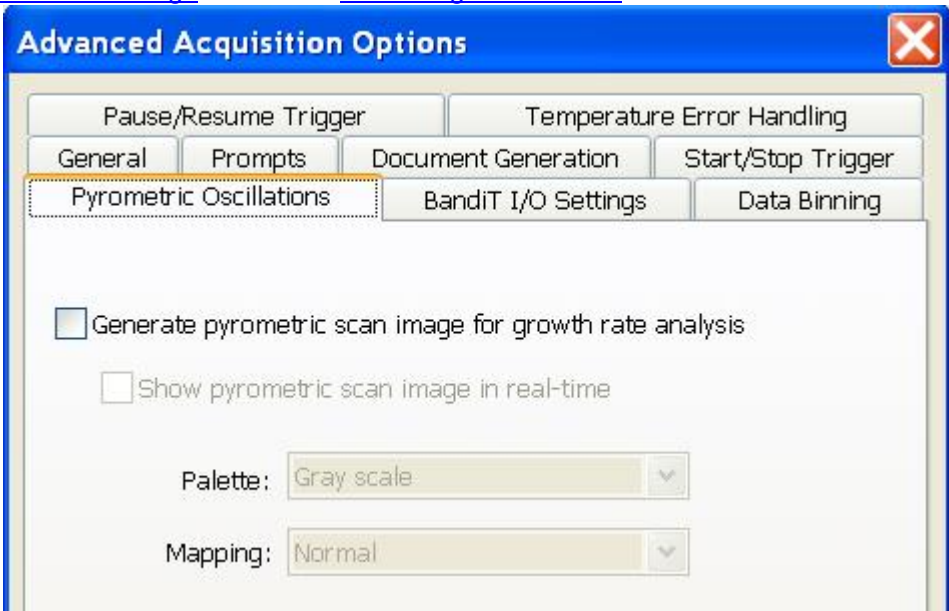 Advanced Acquisition Options
Pause/Resume Trigger Temperature Error Handling
General Prompts Document Generation Start/Stop Trigger
Pyrometric Oscillations BandiT I/O Settings Data Binning
Generate pyrometric scan image for growth rate analysis
Show pyrometric scan image in real-time
Palette: Gray scale
Mapping: Normal